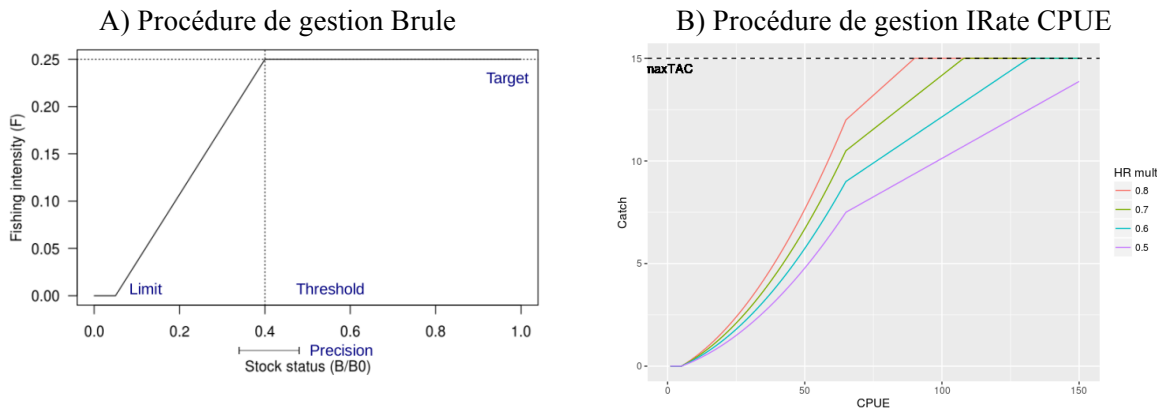 A) Procédure de gestion Brule
0.25
0.20
0.15
0.10
0.05
0.00
Fishing intensity (F)
Target
Limit
Threshold
0.0 0.2 0.4 0.6 0.8 1.0
Precision
Stock status (B/B0)
B) Procédure de gestion IRate CPUE
15
10
5
0
Catch
naxTAC
0 50 100 150
CPUE
HR mult
0.8
0.7
0.6
0.5